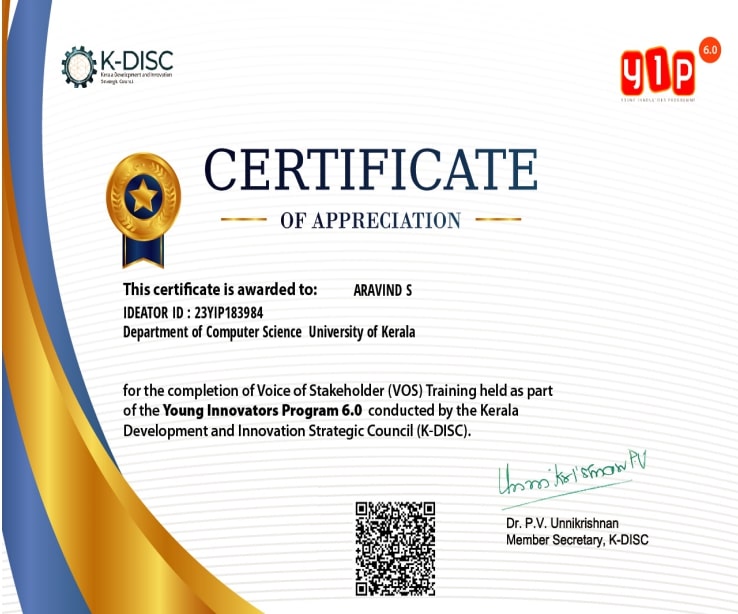 K-DISC
Kerala Development and Innovation
Strategic Council
yip
6.0
CERTIFICATE
OF APPRECIATION
This certificate is awarded to: ARAVIND S
IDEATOR ID : 23YIP183984
Department of Computer Science University of Kerala
for the completion of Voice of Stakeholder (VOS) Training held as part
of the Young Innovators Program 6.0 conducted by the Kerala
Development and Innovation Strategic Council (K-DISC).
Unnikrishnan PV
Dr. P.V. Unnikrishnan
Member Secretary, K-DISC